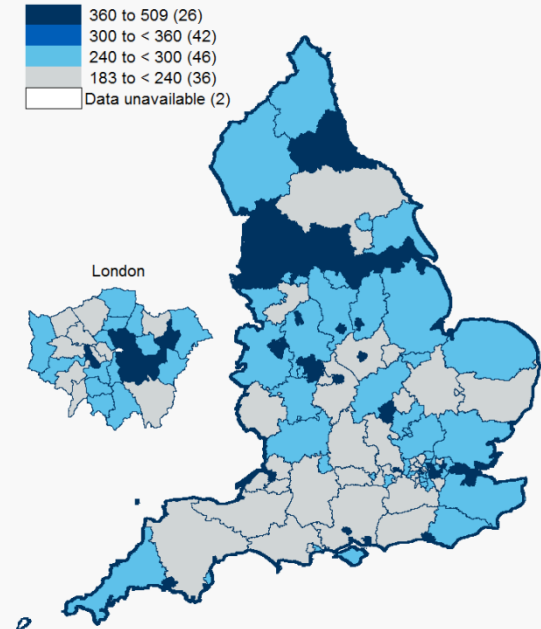 360 to 509 (26)
300 to < 360 (42)
240 to < 300 (46)
183 to < 240 (36)
Data unavailable (2)
London